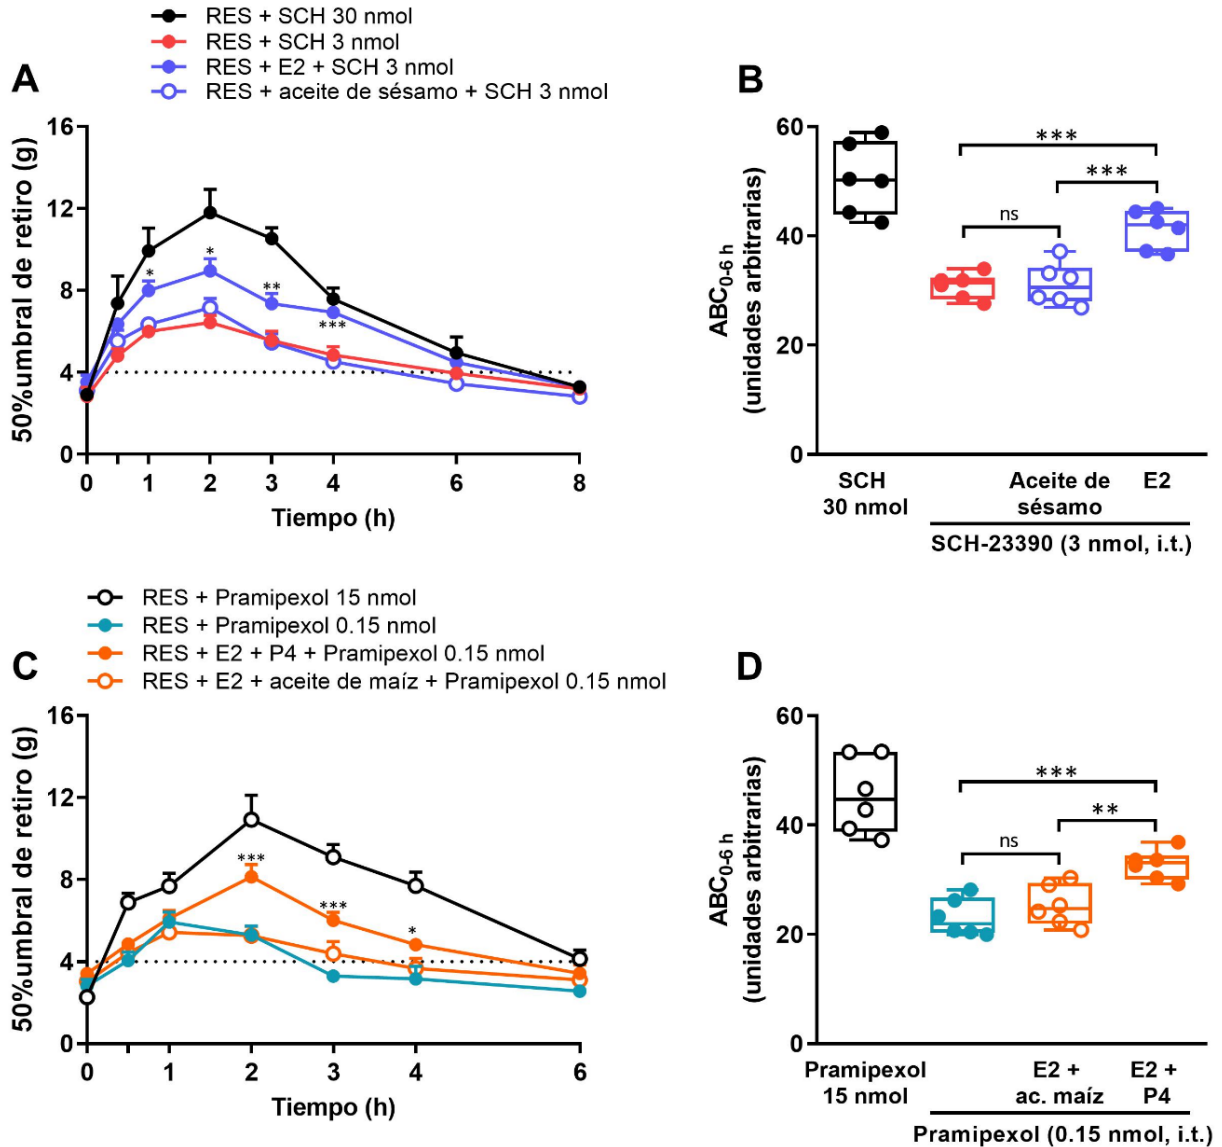 RES + SCH 30 nmol
RES + SCH 3 nmol
RES + E2 + SCH 3 nmol
RES + aceite de sésamo + SCH 3 nmol
A
50%umbral de retiro (g)
16
12
8
4
0
*
*
**
***
0 1 2 3 4 6 8
Tiempo (h)
B
ABC0-6 h
(unidades arbitrarias)
60
40
20
0
***
***
ns
SCH
30 nmol
Aceite de
sésamo
E2
SCH-23390 (3 nmol, i.t.)
RES + Pramipexol 15 nmol
RES + Pramipexol 0.15 nmol
RES + E2 + P4 + Pramipexol 0.15 nmol
RES + E2 + aceite de maíz + Pramipexol 0.15 nmol
C
50%umbral de retiro (g)
16
12
8
4
0
***
***
*
0 1 2 3 4 6
Tiempo (h)
D
ABC0-6 h
(unidades arbitrarias)
60
40
20
0
***
**
ns
Pramipexol
15 nmol
E2 +
ac. maíz
E2 +
P4
Pramipexol (0.15 nmol, i.t.)